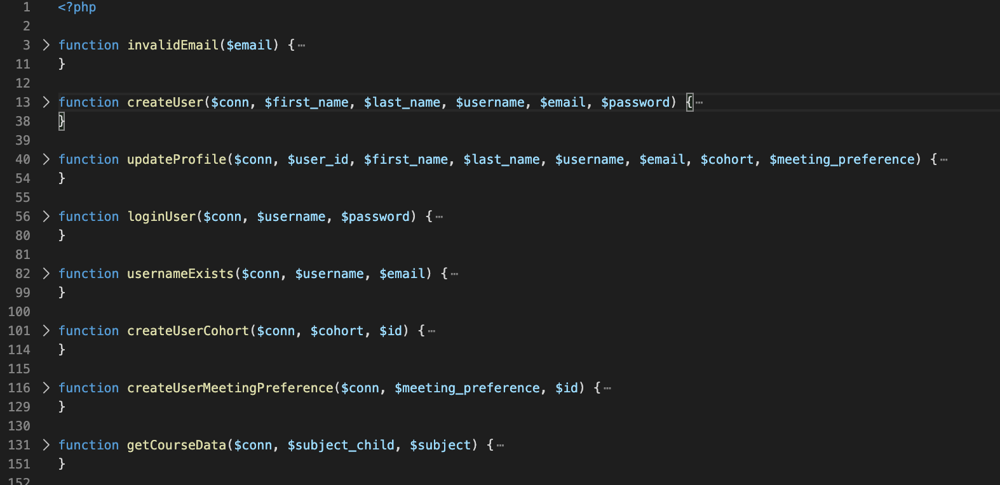 1 <?php
2
3 > function invalidEmail($email) {⋯
11 }
12
13 > function createUser($conn, $first_name, $last_name, $username, $email, $password) {⋯
38 }
39
40 > function updateProfile($conn, $user_id, $first_name, $last_name, $username, $email, $cohort, $meeting_preference) {⋯
54 }
55
56 > function loginUser($conn, $username, $password) {⋯
80 }
81
82 > function usernameExists($conn, $username, $email) {⋯
99 }
100
101 > function createUserCohort($conn, $cohort, $id) {⋯
114 }
115
116 > function createUserMeetingPreference($conn, $meeting_preference, $id) {⋯
129 }
130
131 > function getCourseData($conn, $subject_child, $subject) {⋯
151 }
152